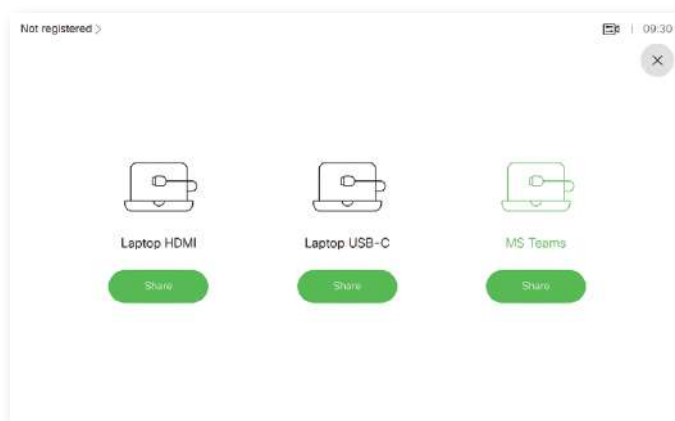 Not registered >
09:30
Laptop HDMI
Laptop USB-C
MS Teams
Share
Share
Share